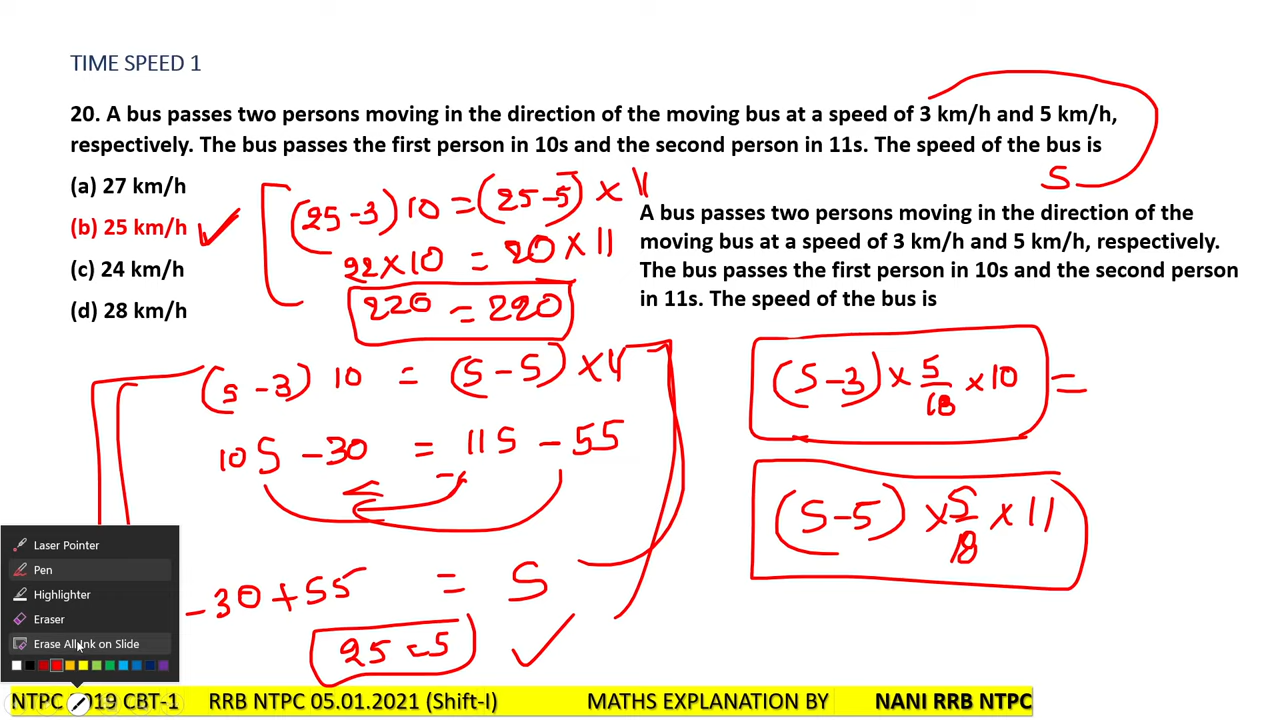 TIME SPEED 1
20. A bus passes two persons moving in the direction of the moving bus at a speed of 3 km/h and 5 km/h,
respectively. The bus passes the first person in 10s and the second person in 11s. The speed of the bus is
S
(a) 27 km/h
(b) 25 km/h
(c) 24 km/h
(d) 28 km/h
(25-3) 10 = (25-5) × 11
22×10 = 20×11
220 = 220
A bus passes two persons moving in the direction of the
moving bus at a speed of 3 km/h and 5 km/h, respectively.
The bus passes the first person in 10s and the second person
in 11s. The speed of the bus is
(S-3) 10 = (S-5) × 11
10S - 30 = 11S - 55
-30+55 = S
25 = S
(S-3) × 5/18 × 10 =
(S-5) × 5/18 × 11
Laser Pointer
Pen
Highlighter
Eraser
Erase All Ink on Slide
NTPC 2019 CBT-1 RRB NTPC 05.01.2021 (Shift-I) MATHS EXPLANATION BY NANI RRB NTPC